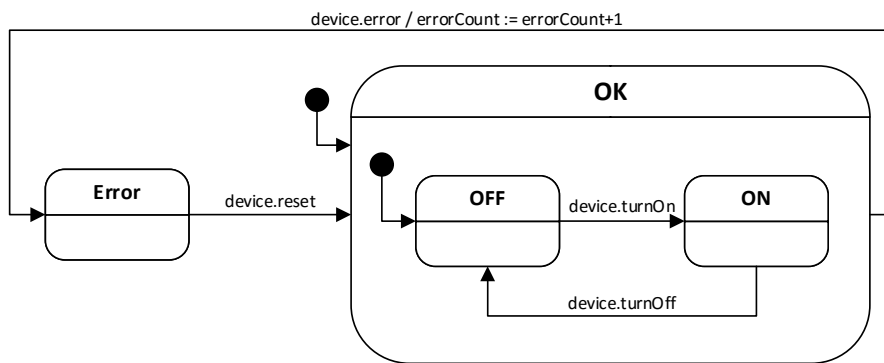 device.error / errorCount := errorCount+1
OK
Error
device.reset
OFF
device.turnOn
ON
device.turnOff